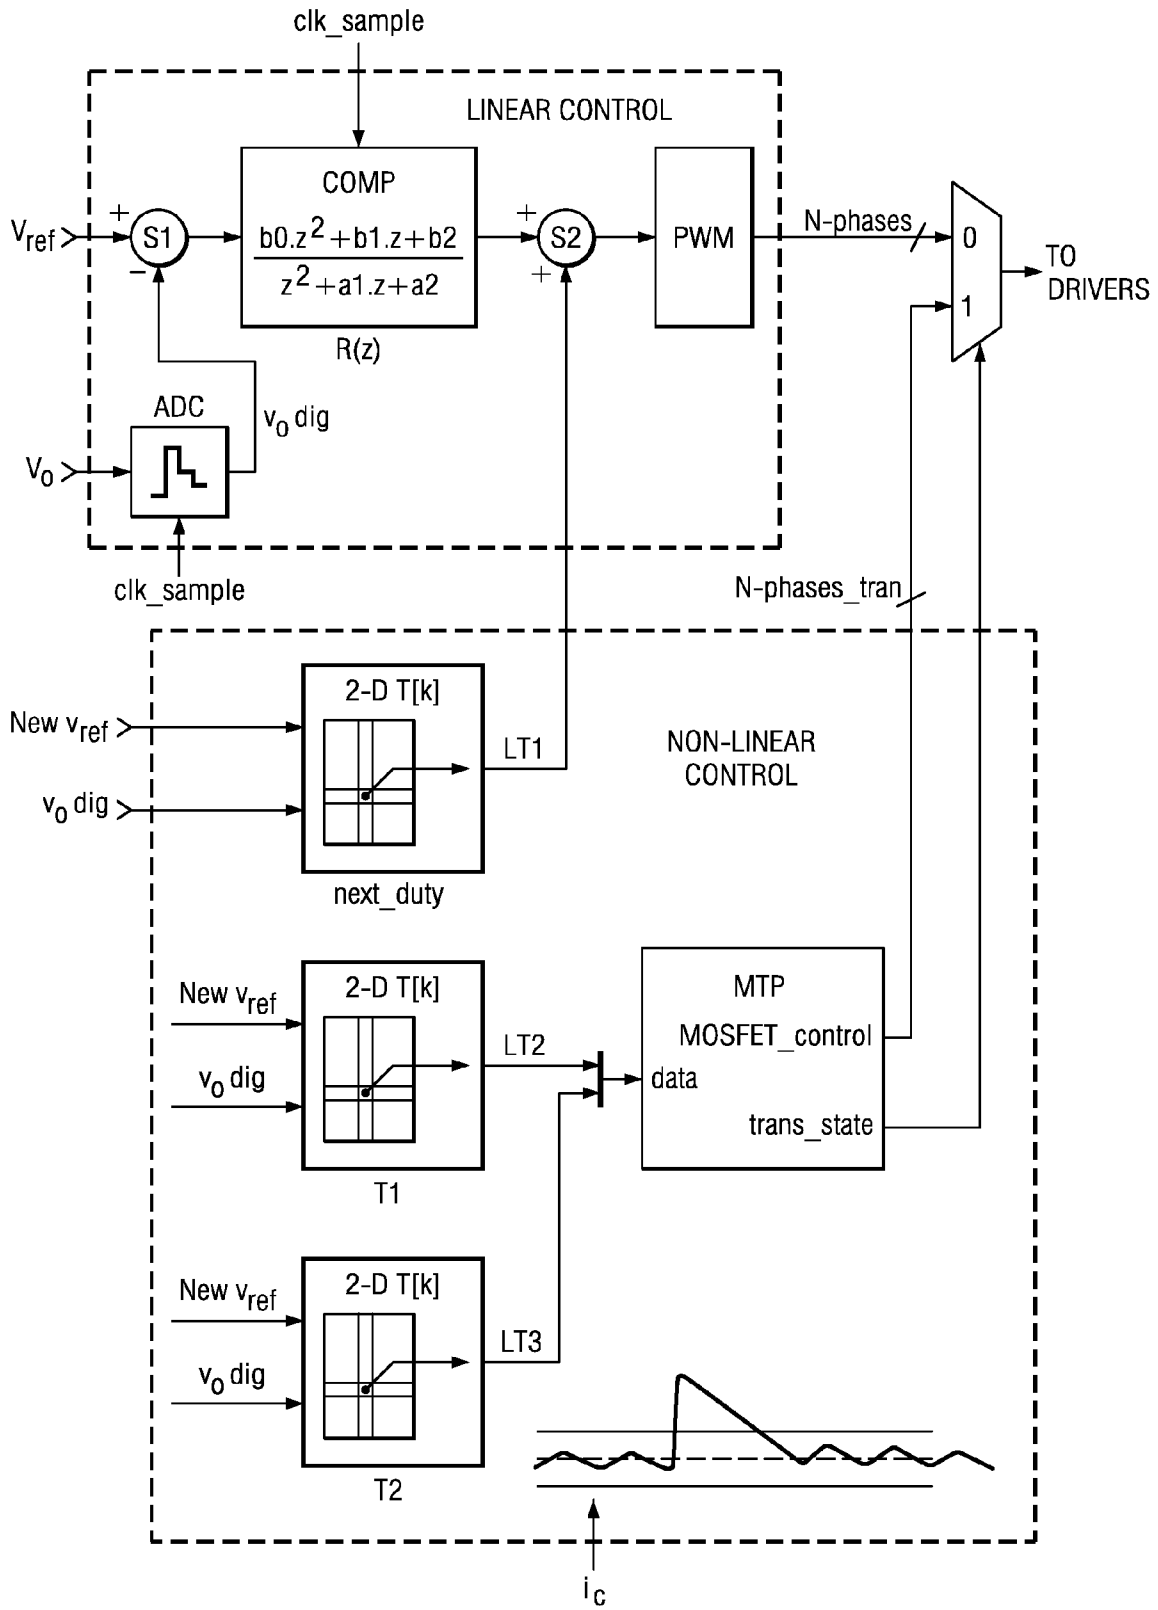 clk_sample
LINEAR CONTROL
COMP
b0.z²+b1.z+b2
z²+a1.z+a2
R(z)
Vref
+
S1
−
+
S2
+
PWM
N-phases
0
1
TO
DRIVERS
ADC
vo dig
Vo
clk_sample
N-phases_tran
2-D T[k]
New vref
vo dig
LT1
next_duty
NON-LINEAR
CONTROL
2-D T[k]
New vref
vo dig
LT2
T1
MTP
MOSFET_control
data
trans_state
2-D T[k]
New vref
vo dig
LT3
T2
ic